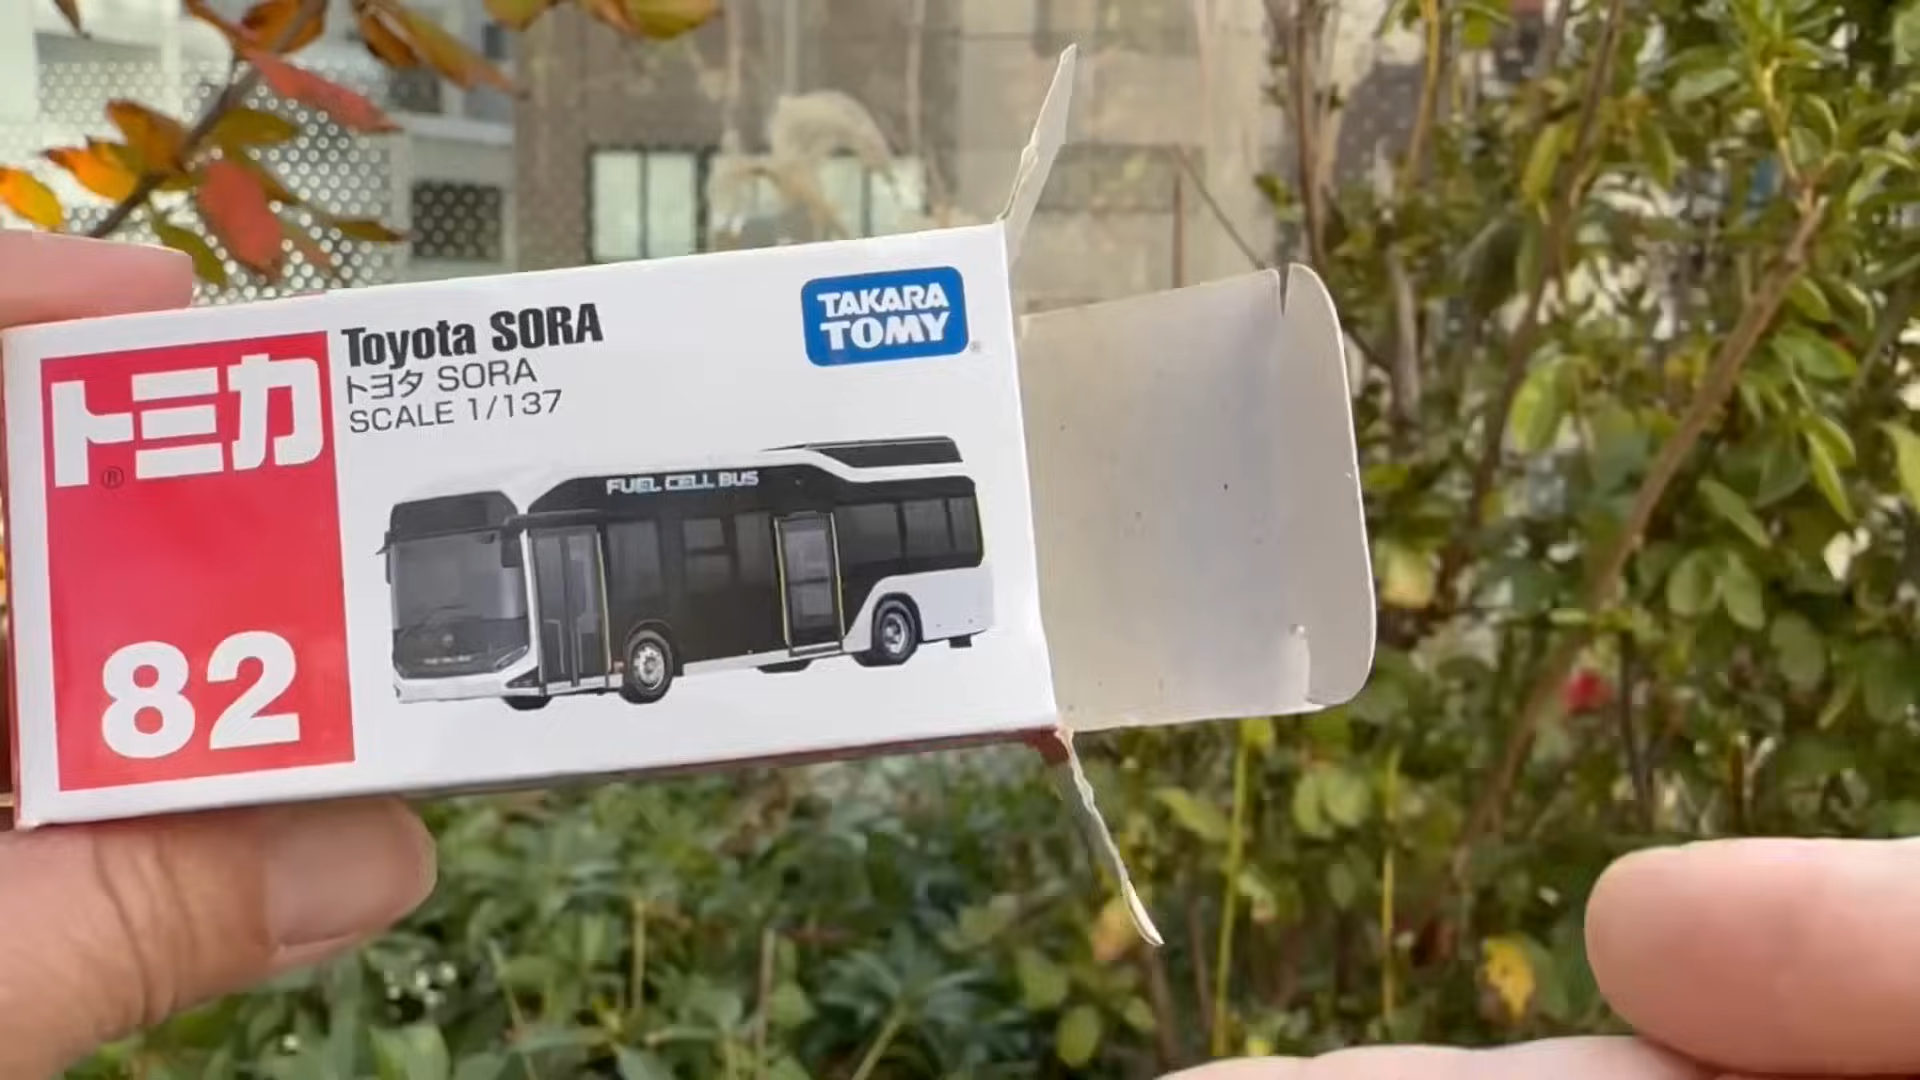 トミカ
®
82
Toyota SORA
トヨタ SORA
SCALE 1/137
TAKARA
TOMY
FUEL CELL BUS